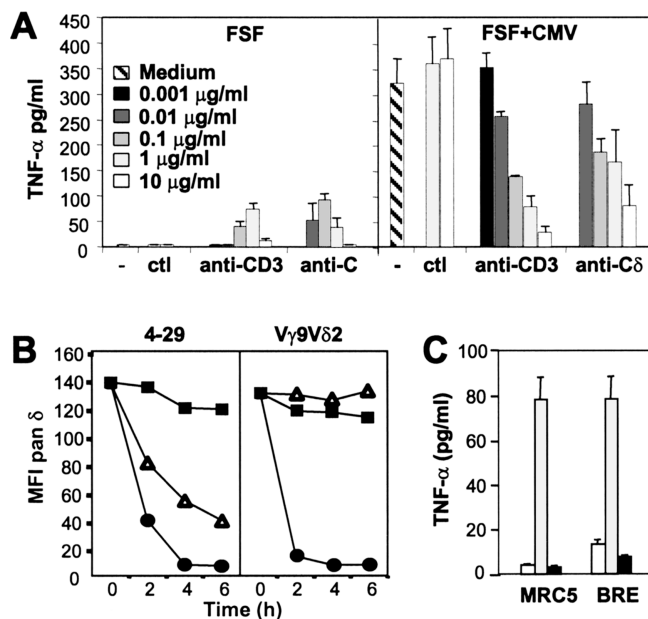 A
FSF
FSF+CMV
TNF-α pg/ml
450
400
350
300
250
200
150
100
50
0
Medium
0.001 μg/ml
0.01 μg/ml
0.1 μg/ml
1 μg/ml
10 μg/ml
- ctl anti-CD3 anti-C - ctl anti-CD3 anti-Cδ
B
4-29
Vγ9Vδ2
MFI pan δ
160
140
120
100
80
60
40
20
0
0 2 4 6 0 2 4 6
Time (h)
C
TNF-α (pg/ml)
100
80
60
40
20
0
MRC5 BRE